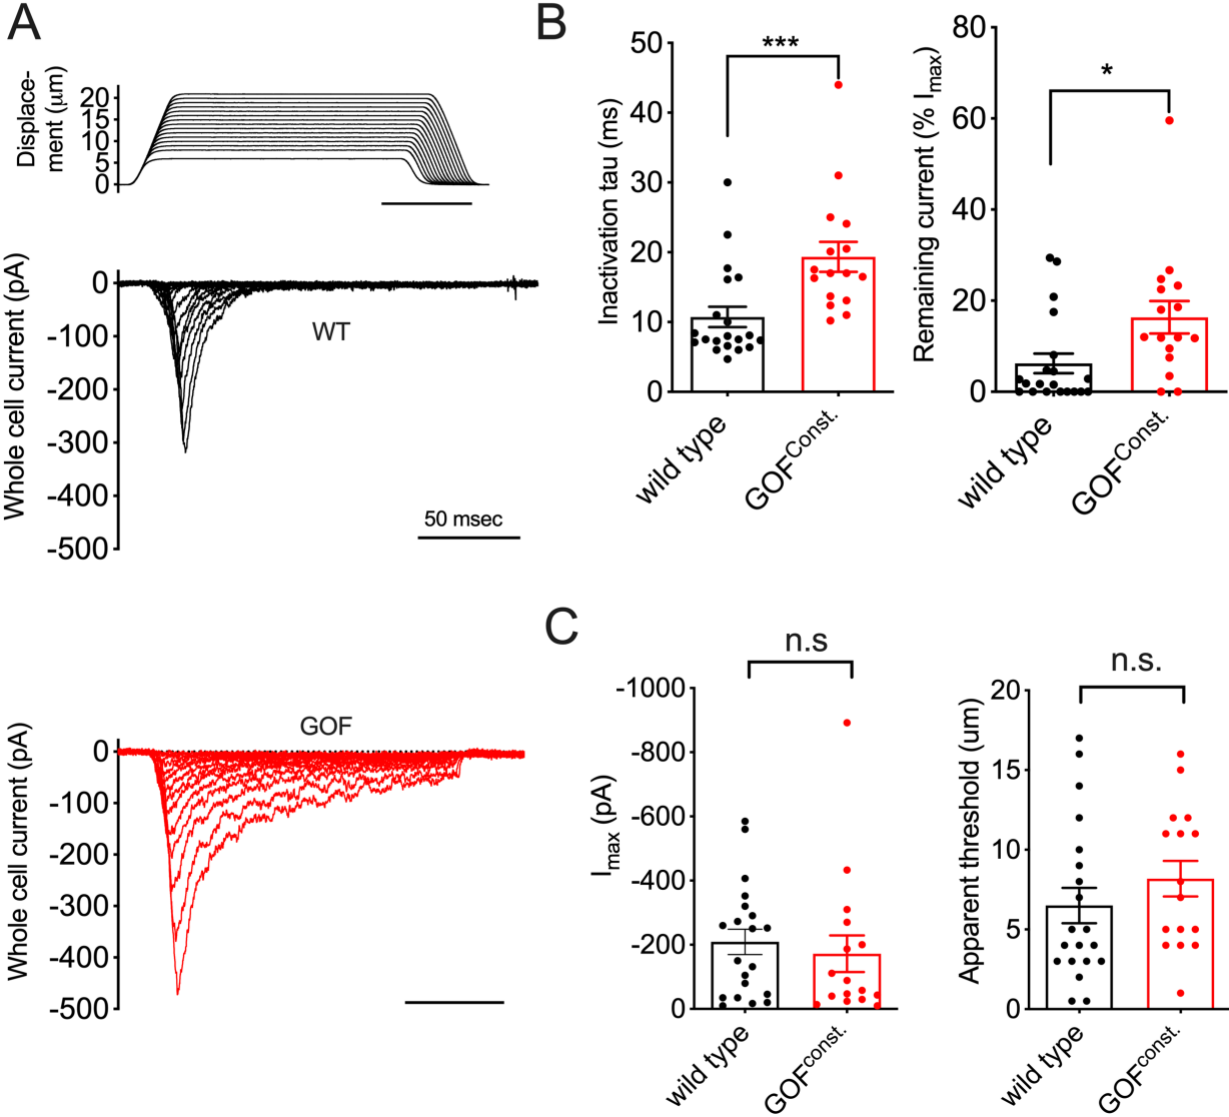 A
Displace-
ment (μm)
20
15
10
5
0
Whole cell current (pA)
0
-100
-200
-300
-400
-500
WT
50 msec
GOF
Whole cell current (pA)
0
-100
-200
-300
-400
-500
B
***
Inactivation tau (ms)
50
40
30
20
10
0
wild type
GOFConst.
*
Remaining current (% Imax)
80
60
40
20
0
wild type
GOFConst.
C
n.s
Imax (pA)
-1000
-800
-600
-400
-200
0
wild type
GOFconst.
n.s.
Apparent threshold (um)
20
15
10
5
0
wild type
GOFconst.